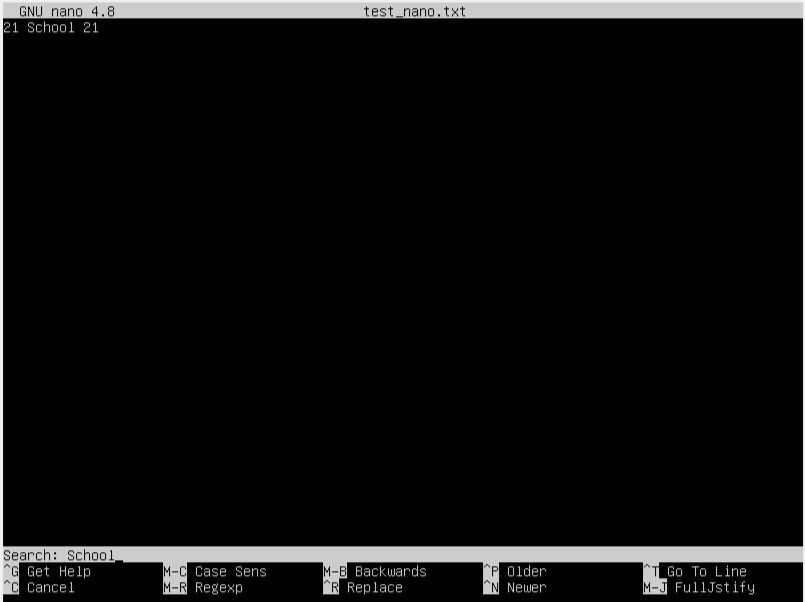 GNU nano 4.8 test_nano.txt
21 School 21
Search: School_
^G Get Help M-C Case Sens M-B Backwards ^P Older ^T Go To Line
^C Cancel M-R Regexp ^R Replace ^N Newer M-J FullJstify